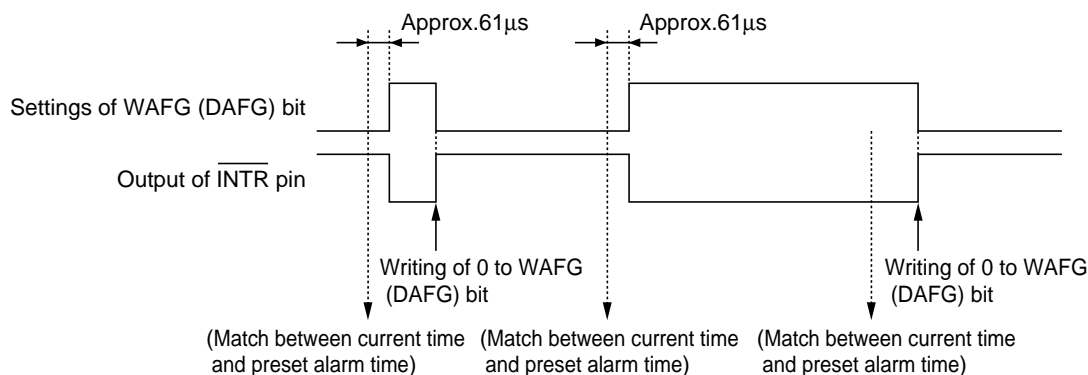 Approx.61μs
Approx.61μs
Settings of WAFG (DAFG) bit
Output of INTR pin
Writing of 0 to WAFG
(DAFG) bit
Writing of 0 to WAFG
(DAFG) bit
(Match between current time
and preset alarm time)
(Match between current time
and preset alarm time)
(Match between current time
and preset alarm time)